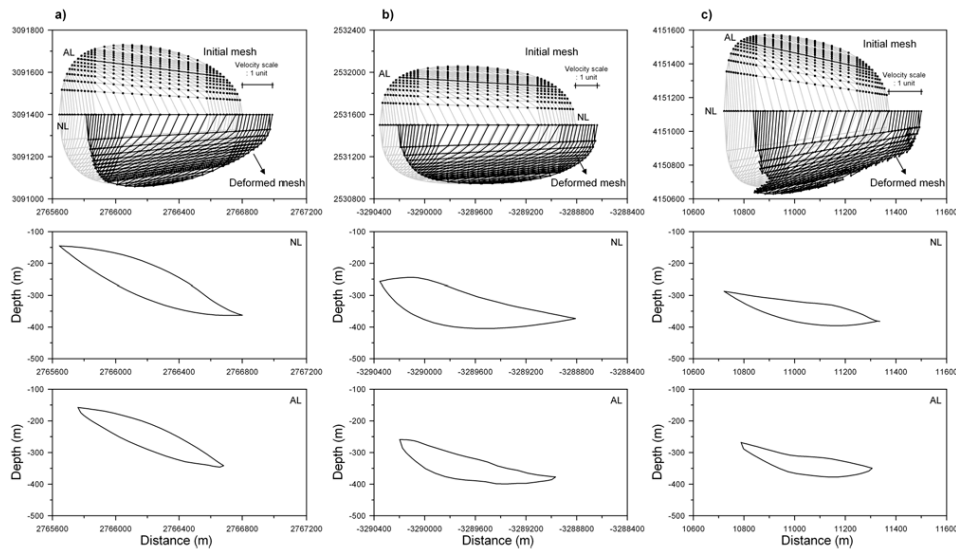 a)
3091800
3091600
3091400
3091200
3091000
AL
NL
Initial mesh
Velocity scale
: 1 unit
Deformed mesh
2765600 2766000 2766400 2766800 2767200
b)
2532400
2532000
2531600
2531200
2530800
AL
NL
Initial mesh
Velocity scale
: 1 unit
Deformed mesh
-3290400 -3290000 -3289600 -3289200 -3288800 -3288400
c)
4151600
4151400
4151200
4151000
4150800
4150600
AL
NL
Initial mesh
Velocity scale
: 1 unit
Deformed mesh
10600 10800 11000 11200 11400 11600
Depth (m)
-100
-200
-300
-400
-500
NL
2765600 2766000 2766400 2766800 2767200
Depth (m)
-100
-200
-300
-400
-500
NL
-3290400 -3290000 -3289600 -3289200 -3288800 -3288400
Depth (m)
-100
-200
-300
-400
-500
NL
10600 10800 11000 11200 11400 11600
Depth (m)
-100
-200
-300
-400
-500
AL
2765600 2766000 2766400 2766800 2767200
Distance (m)
Depth (m)
-100
-200
-300
-400
-500
AL
-3290400 -3290000 -3289600 -3289200 -3288800 -3288400
Distance (m)
Depth (m)
-100
-200
-300
-400
-500
AL
10600 10800 11000 11200 11400 11600
Distance (m)